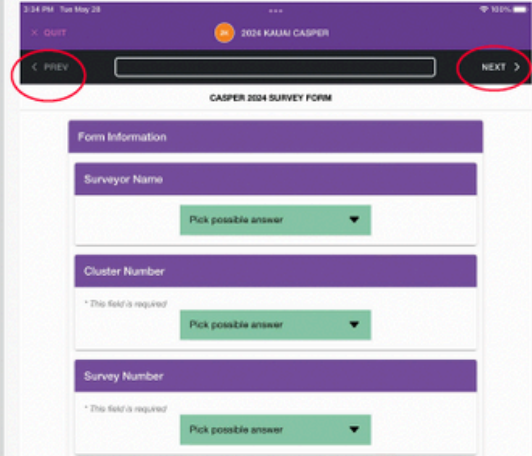 3:34 PM Tue May 28
100%
× QUIT
2K 2024 KAUAI CASPER
< PREV
NEXT >
CASPER 2024 SURVEY FORM
Form Information
Surveyor Name
Pick possible answer
Cluster Number
* This field is required
Pick possible answer
Survey Number
* This field is required
Pick possible answer